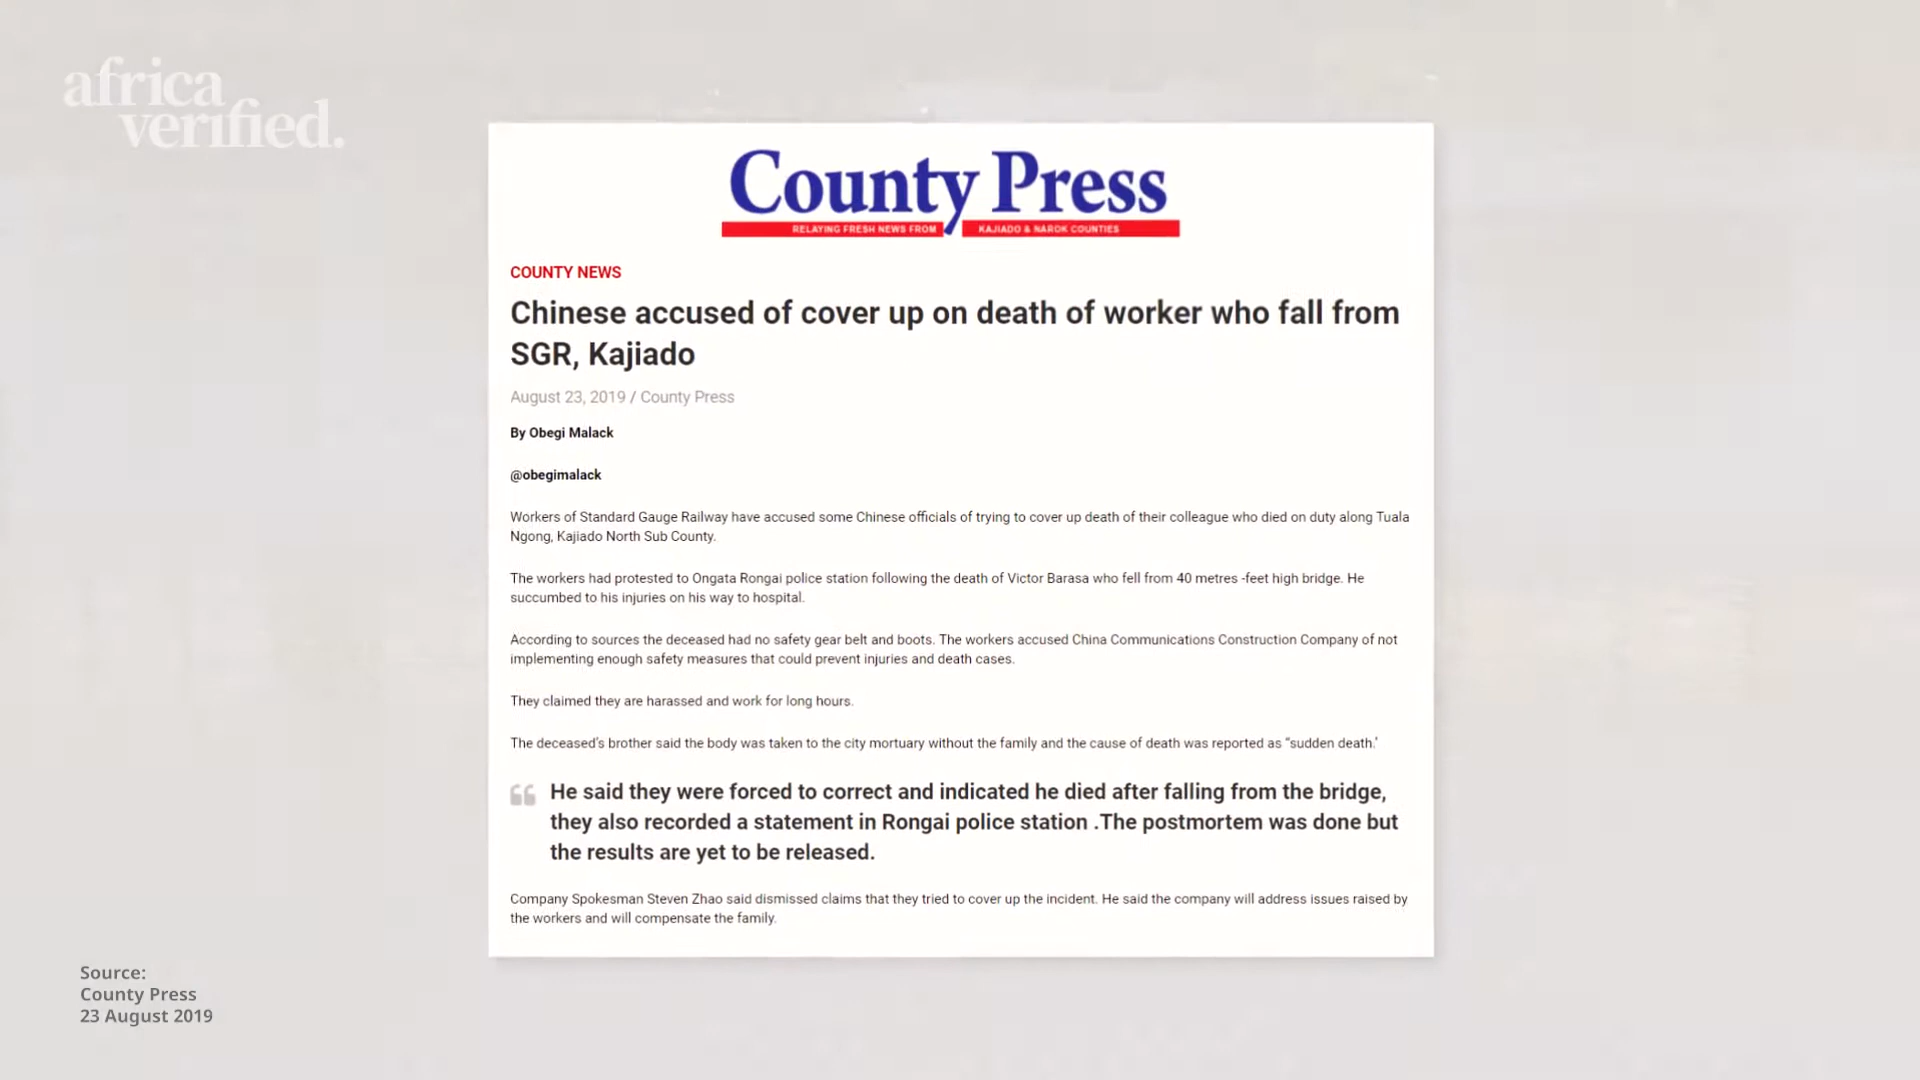 africa
verified.
County Press
RELAYING FRESH NEWS FROM KAJIADO & NAROK COUNTIES
COUNTY NEWS
Chinese accused of cover up on death of worker who fall from
SGR, Kajiado
August 23, 2019 / County Press
By Obegi Malack
@obegimalack
Workers of Standard Gauge Railway have accused some Chinese officials of trying to cover up death of their colleague who died on duty along Tuala
Ngong, Kajiado North Sub County.
The workers had protested to Ongata Rongai police station following the death of Victor Barasa who fell from 40 metres -feet high bridge. He
succumbed to his injuries on his way to hospital.
According to sources the deceased had no safety gear belt and boots. The workers accused China Communications Construction Company of not
implementing enough safety measures that could prevent injuries and death cases.
They claimed they are harassed and work for long hours.
The deceased's brother said the body was taken to the city mortuary without the family and the cause of death was reported as “sudden death.'
“ He said they were forced to correct and indicated he died after falling from the bridge,
they also recorded a statement in Rongai police station .The postmortem was done but
the results are yet to be released.
Company Spokesman Steven Zhao said dismissed claims that they tried to cover up the incident. He said the company will address issues raised by
the workers and will compensate the family.
Source:
County Press
23 August 2019